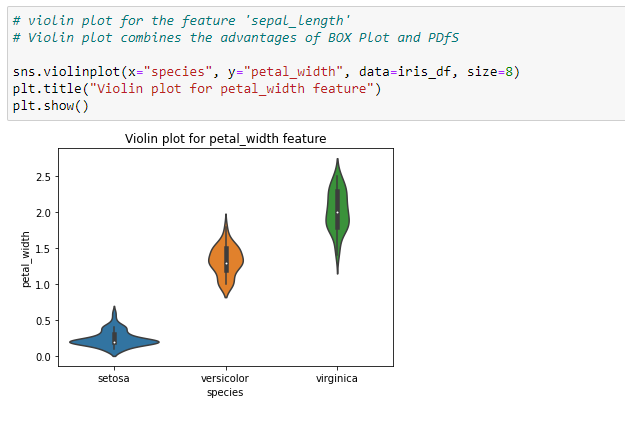 # violin plot for the feature 'sepal_length'
# Violin plot combines the advantages of BOX Plot and PDfS
sns.violinplot(x="species", y="petal_width", data=iris_df, size=8)
plt.title("Violin plot for petal_width feature")
plt.show()
Violin plot for petal_width feature
petal_width
2.5
2.0
1.5
1.0
0.5
0.0
setosa versicolor virginica
species